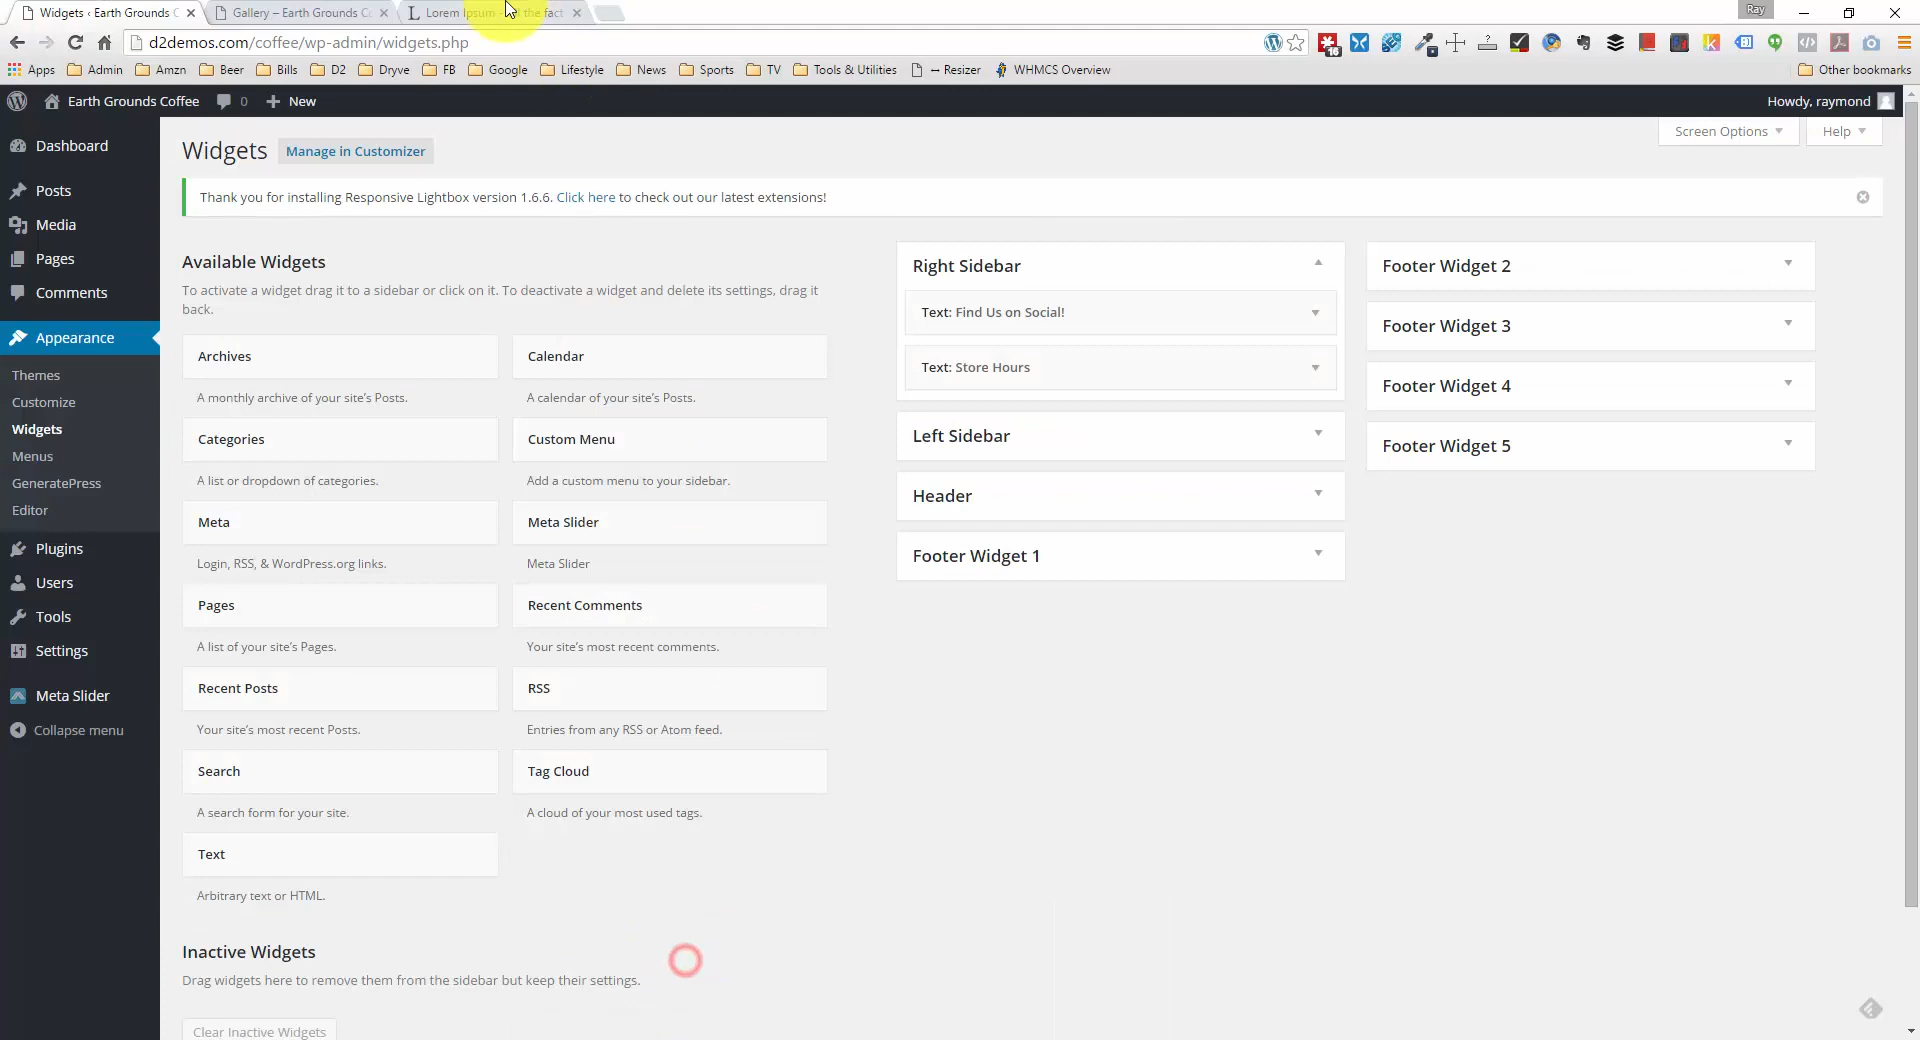 Widgets ‹ Earth Grounds C
Gallery – Earth Grounds Co
Lorem Ipsum - All the fact
Ray
d2demos.com/coffee/wp-admin/widgets.php
16
Apps Admin Amzn Beer Bills D2 Dryve FB Google Lifestyle News Sports TV Tools & Utilities ↔ Resizer WHMCS Overview Other bookmarks
Earth Grounds Coffee 0 New Howdy, raymond
Screen Options Help
Dashboard
Posts
Media
Pages
Comments
Appearance
Themes
Customize
Widgets
Menus
GeneratePress
Editor
Plugins
Users
Tools
Settings
Meta Slider
Collapse menu
Widgets Manage in Customizer
Thank you for installing Responsive Lightbox version 1.6.6. Click here to check out our latest extensions!
Available Widgets
To activate a widget drag it to a sidebar or click on it. To deactivate a widget and delete its settings, drag it
back.
Archives
A monthly archive of your site's Posts.
Calendar
A calendar of your site's Posts.
Categories
A list or dropdown of categories.
Custom Menu
Add a custom menu to your sidebar.
Meta
Login, RSS, & WordPress.org links.
Meta Slider
Meta Slider
Pages
A list of your site's Pages.
Recent Comments
Your site's most recent comments.
Recent Posts
Your site's most recent Posts.
RSS
Entries from any RSS or Atom feed.
Search
A search form for your site.
Tag Cloud
A cloud of your most used tags.
Text
Arbitrary text or HTML.
Inactive Widgets
Drag widgets here to remove them from the sidebar but keep their settings.
Clear Inactive Widgets
Right Sidebar
Text: Find Us on Social!
Text: Store Hours
Left Sidebar
Header
Footer Widget 1
Footer Widget 2
Footer Widget 3
Footer Widget 4
Footer Widget 5